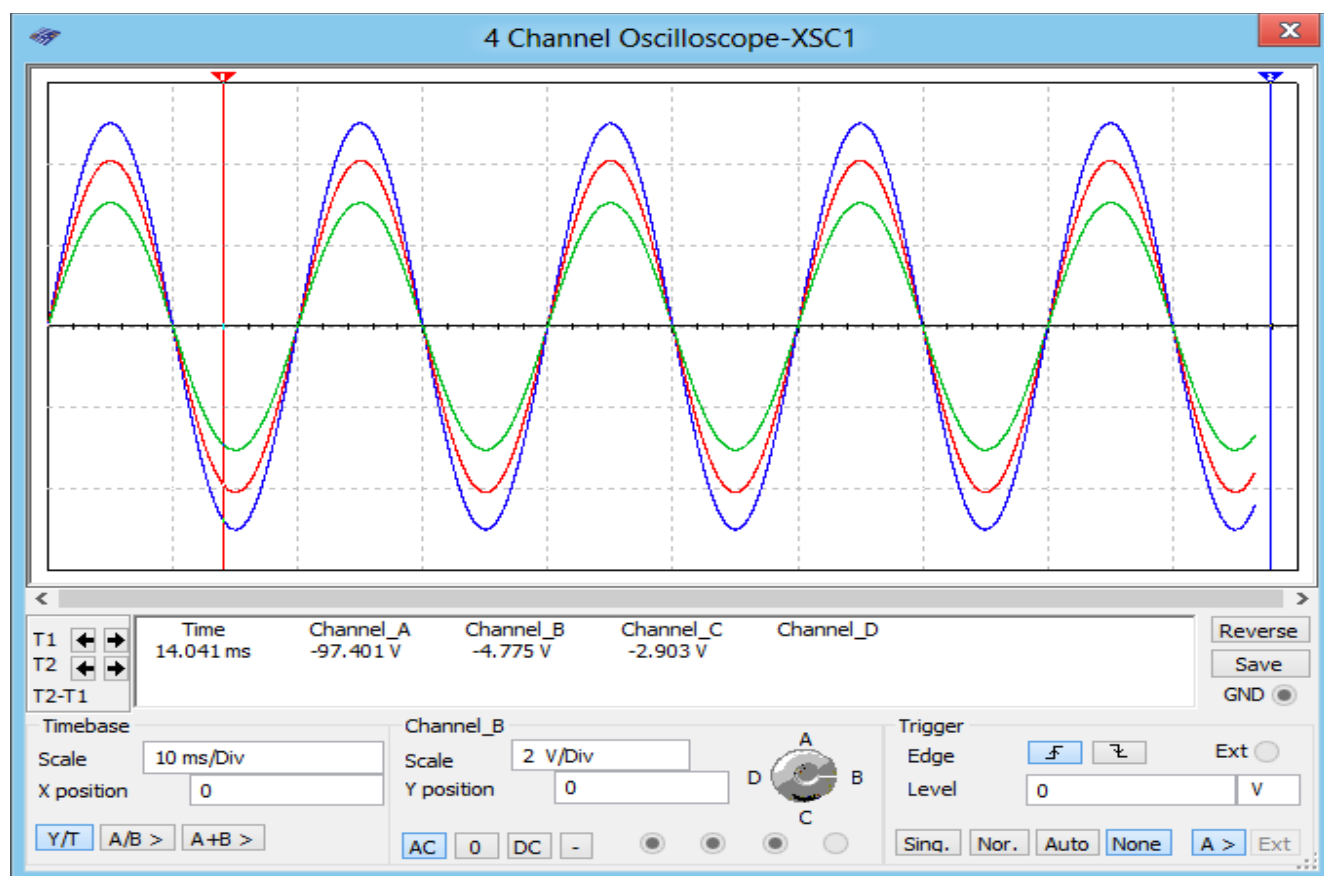 4 Channel Oscilloscope-XSC1
1 2
Time Channel_A Channel_B Channel_C Channel_D
T1 14.041 ms -97.401 V -4.775 V -2.903 V
T2
T2-T1
Reverse
Save
GND
Timebase
Scale 10 ms/Div
X position 0
Y/T A/B > A+B >
Channel_B
Scale 2 V/Div
Y position 0
A
D B
C
AC 0 DC -
Trigger
Edge Ext
Level 0 V
Sing. Nor. Auto None A > Ext